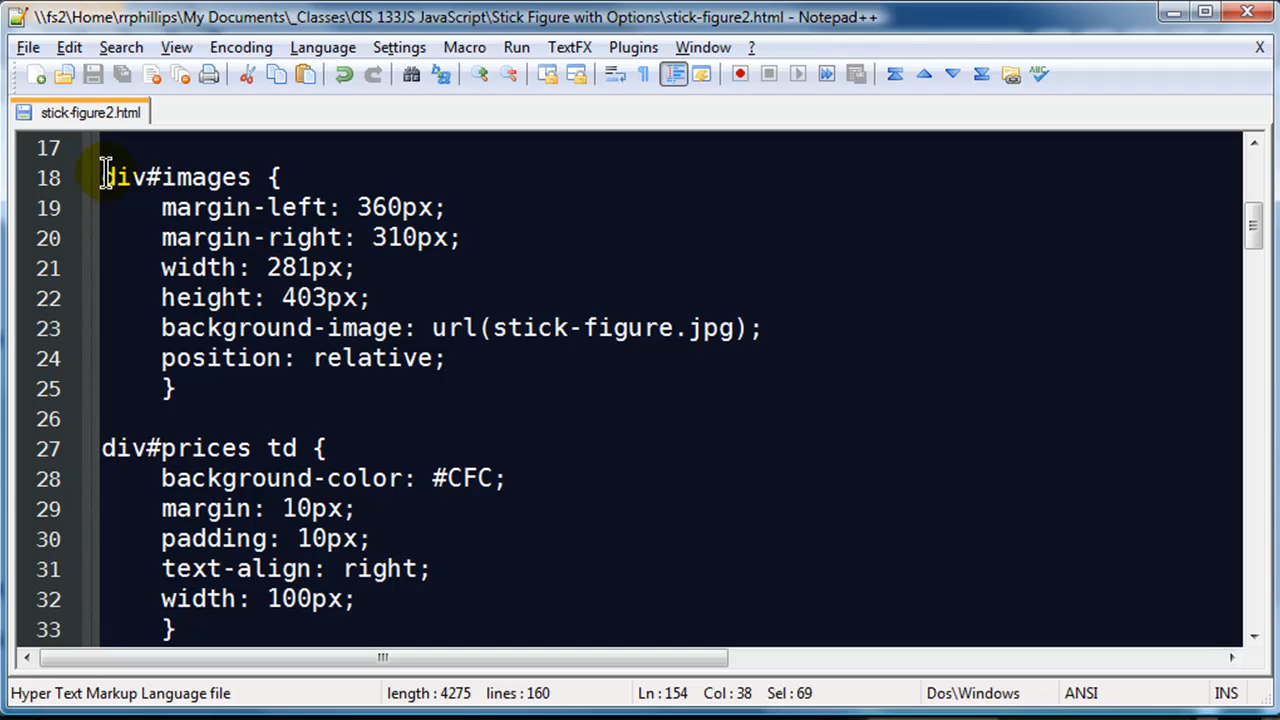 \\fs2\Home\rrphillips\My Documents\_Classes\CIS 133JS JavaScript\Stick Figure with Options\stick-figure2.html - Notepad++
File Edit Search View Encoding Language Settings Macro Run TextFX Plugins Window ? X
stick-figure2.html
17
18 div#images {
19 margin-left: 360px;
20 margin-right: 310px;
21 width: 281px;
22 height: 403px;
23 background-image: url(stick-figure.jpg);
24 position: relative;
25 }
26
27 div#prices td {
28 background-color: #CFC;
29 margin: 10px;
30 padding: 10px;
31 text-align: right;
32 width: 100px;
33 }
Hyper Text Markup Language file length : 4275 lines : 160 Ln : 154 Col : 38 Sel : 69 Dos\Windows ANSI INS